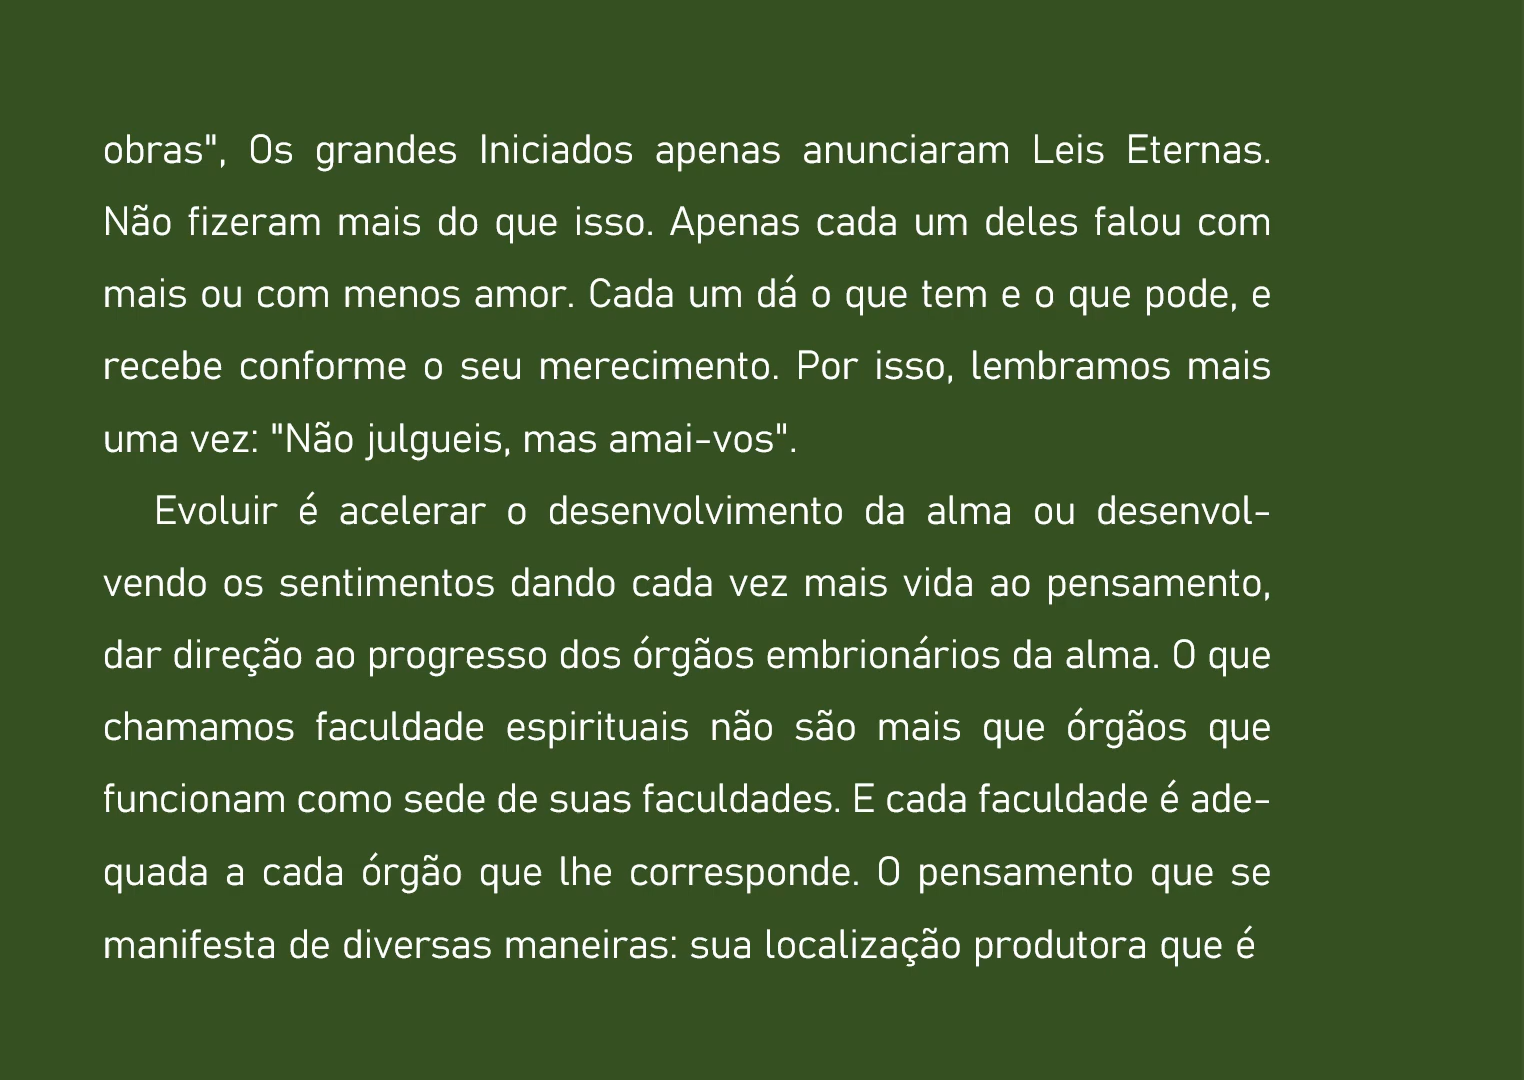 obras", Os grandes Iniciados apenas anunciaram Leis Eternas.
Não fizeram mais do que isso. Apenas cada um deles falou com
mais ou com menos amor. Cada um dá o que tem e o que pode, e
recebe conforme o seu merecimento. Por isso, lembramos mais
uma vez: "Não julgueis, mas amai-vos".
Evoluir é acelerar o desenvolvimento da alma ou desenvol-
vendo os sentimentos dando cada vez mais vida ao pensamento,
dar direção ao progresso dos órgãos embrionários da alma. O que
chamamos faculdade espirituais não são mais que órgãos que
funcionam como sede de suas faculdades. E cada faculdade é ade-
quada a cada órgão que lhe corresponde. O pensamento que se
manifesta de diversas maneiras: sua localização produtora que é